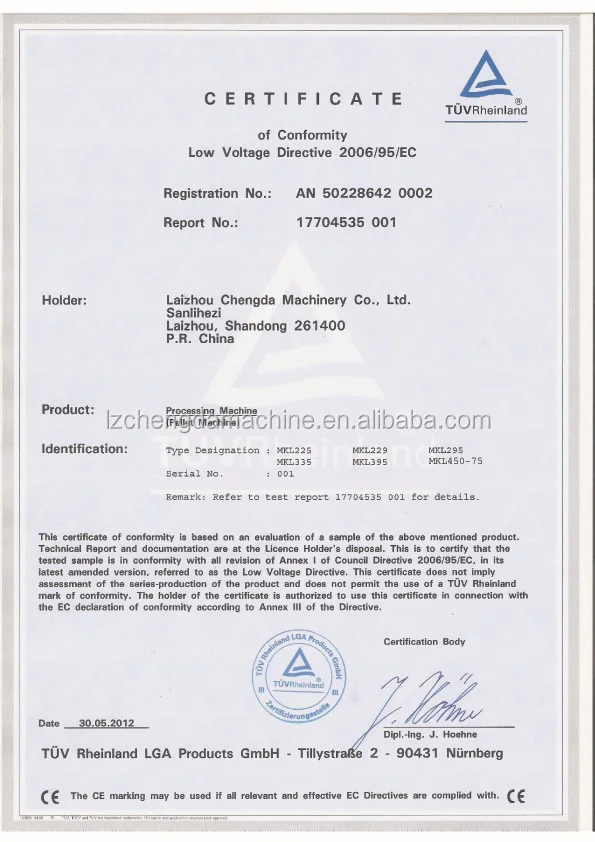 CERTIFICATE
TÜVRheinland®
of Conformity
Low Voltage Directive 2006/95/EC
Registration No.: AN 50228642 0002
Report No.: 17704535 001
Holder: Laizhou Chengda Machinery Co., Ltd.
Sanlihezi
Laizhou, Shandong 261400
P.R. China
Product: Processing Machine
(Pellet Machine)
lzchengdamachine.en.alibaba.com
TÜVRheinland
Identification: Type Designation : MKL225 MKL229 MKL295
MKL335 MKL395 MKL450-75
Serial No. : 001
Remark: Refer to test report 17704535 001 for details.
This certificate of conformity is based on an evaluation of a sample of the above mentioned product.
Technical Report and documentation are at the Licence Holder's disposal. This is to certify that the
tested sample is in conformity with all revision of Annex I of Council Directive 2006/95/EC, in its
latest amended version, referred to as the Low Voltage Directive. This certificate does not imply
assessment of the series-production of the product and does not permit the use of a TÜV Rheinland
mark of conformity. The holder of the certificate is authorized to use this certificate in connection with
the EC declaration of conformity according to Annex III of the Directive.
TÜV Rheinland LGA Products GmbH
TÜVRheinland®
Zertifizierungsstelle
Certification Body
J. Höhne
Date 30.05.2012
Dipl.-Ing. J. Hoehne
TÜV Rheinland LGA Products GmbH - Tillystraße 2 - 90431 Nürnberg
CE The CE marking may be used if all relevant and effective EC Directives are complied with. CE